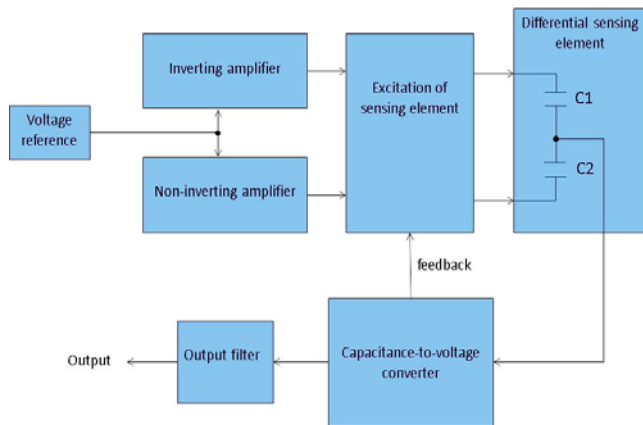 Differential sensing
element
Inverting amplifier
Excitation of
sensing element
C1
Voltage
reference
C2
Non-inverting amplifier
feedback
Output
Output filter
Capacitance-to-voltage
converter